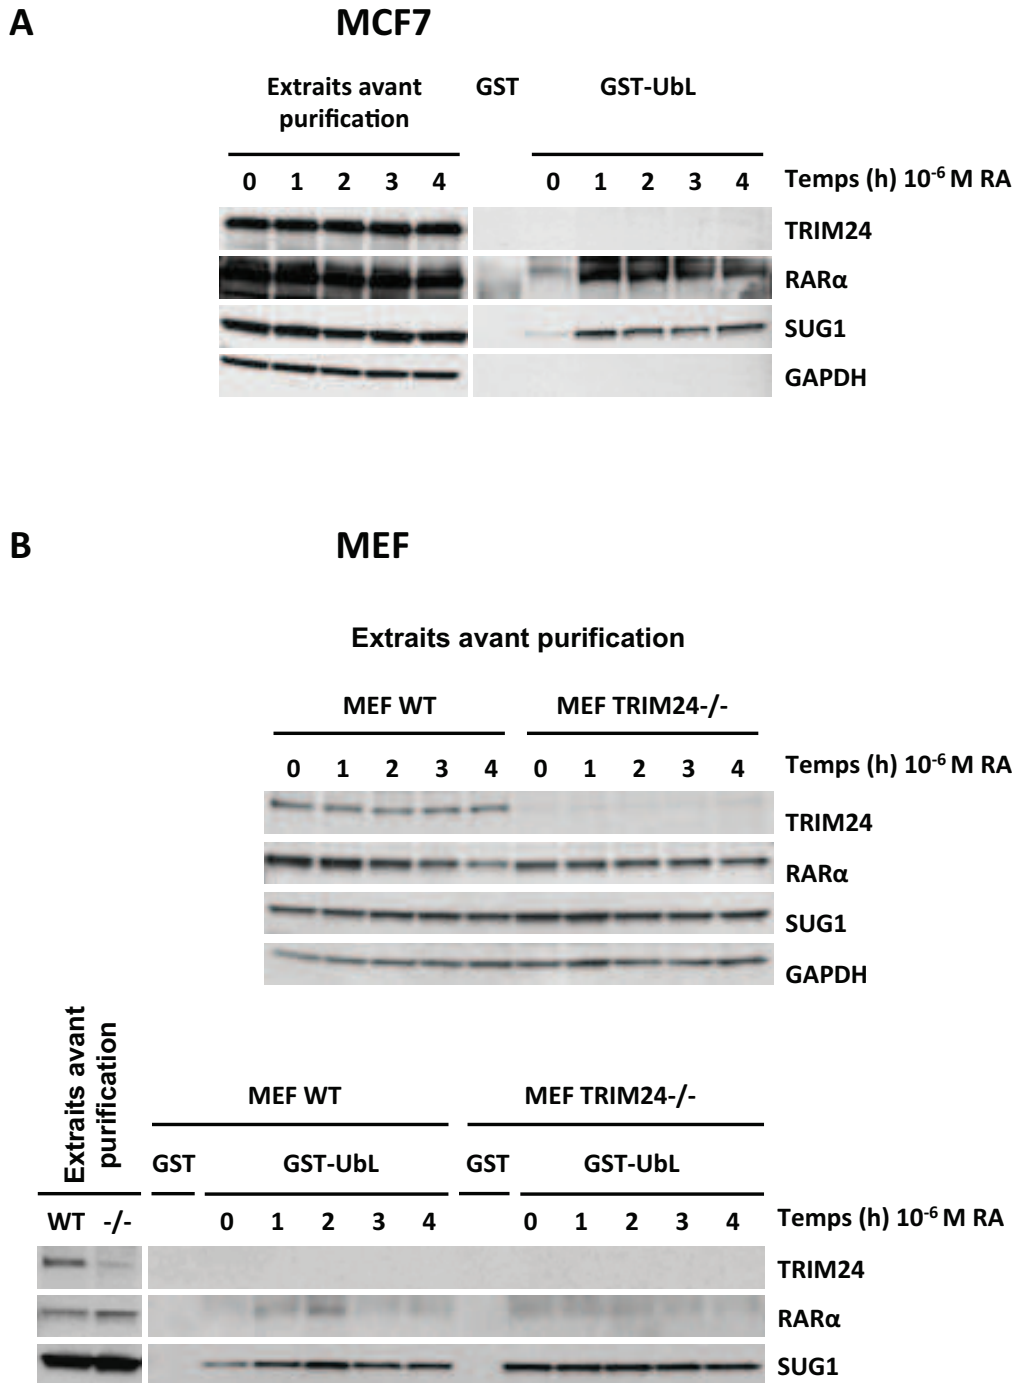 A MCF7
Extraits avant
purification
GST
GST-UbL
0 1 2 3 4 0 1 2 3 4 Temps (h) 10⁻⁶ M RA
TRIM24
RARα
SUG1
GAPDH
B MEF
Extraits avant purification
MEF WT MEF TRIM24-/-
0 1 2 3 4 0 1 2 3 4 Temps (h) 10⁻⁶ M RA
TRIM24
RARα
SUG1
GAPDH
Extraits avant
purification
MEF WT MEF TRIM24-/-
GST GST-UbL GST GST-UbL
WT -/- 0 1 2 3 4 0 1 2 3 4 Temps (h) 10⁻⁶ M RA
TRIM24
RARα
SUG1